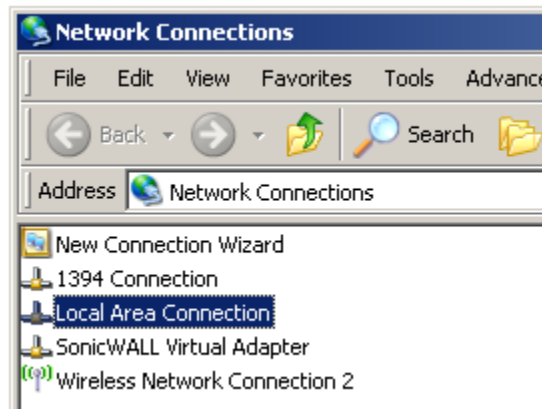 Network Connections
File Edit View Favorites Tools Advance
Back Search
Address Network Connections
New Connection Wizard
1394 Connection
Local Area Connection
SonicWALL Virtual Adapter
Wireless Network Connection 2